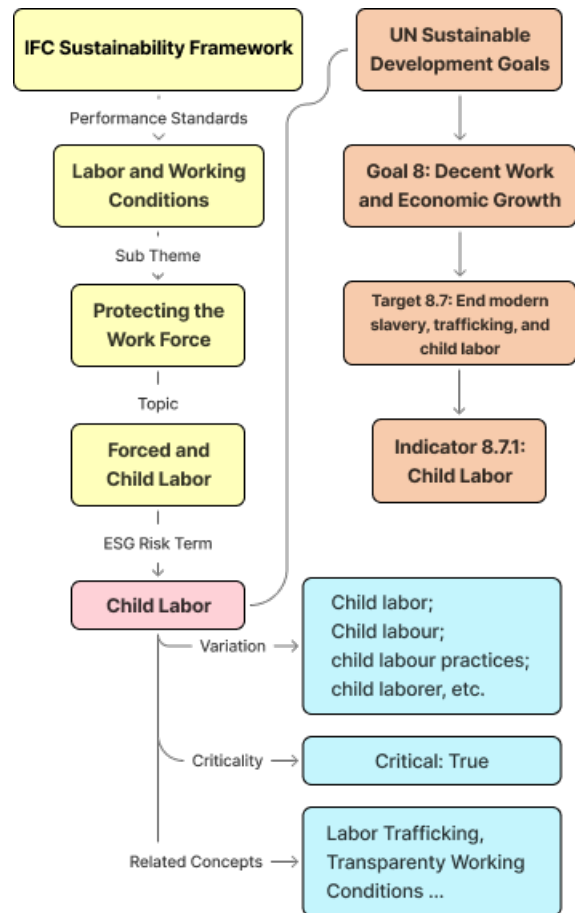 IFC Sustainability Framework
UN Sustainable
Development Goals
Performance Standards
Labor and Working
Conditions
Goal 8: Decent Work
and Economic Growth
Sub Theme
Protecting the
Work Force
Target 8.7: End modern
slavery, trafficking, and
child labor
Topic
Forced and
Child Labor
Indicator 8.7.1:
Child Labor
ESG Risk Term
Child Labor
Variation
Child labor;
Child labour;
child labour practices;
child laborer, etc.
Criticality
Critical: True
Related Concepts
Labor Trafficking,
Transparenty Working
Conditions ...